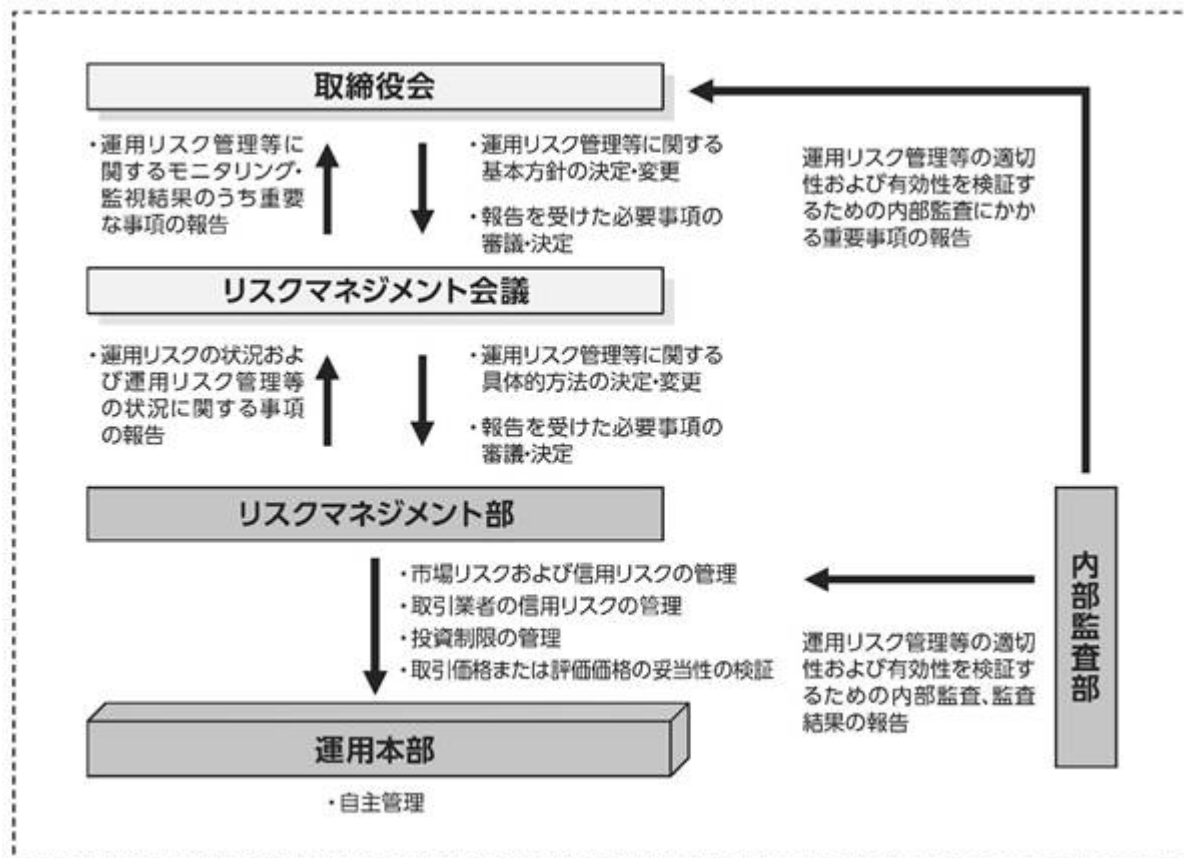 取締役会
・運用リスク管理等に
関するモニタリング・
監視結果のうち重要
な事項の報告
・運用リスク管理等に関する
基本方針の決定・変更
・報告を受けた必要事項の
審議・決定
運用リスク管理等の適切
性および有効性を検証す
るための内部監査にかか
る重要事項の報告
リスクマネジメント会議
・運用リスクの状況およ
び運用リスク管理等
の状況に関する事項
の報告
・運用リスク管理等に関する
具体的方法の決定・変更
・報告を受けた必要事項の
審議・決定
リスクマネジメント部
・市場リスクおよび信用リスクの管理
・取引業者の信用リスクの管理
・投資制限の管理
・取引価格または評価価格の妥当性の検証
内部監査部
運用リスク管理等の適切
性および有効性を検証す
るための内部監査、監査
結果の報告
運用本部
・自主管理